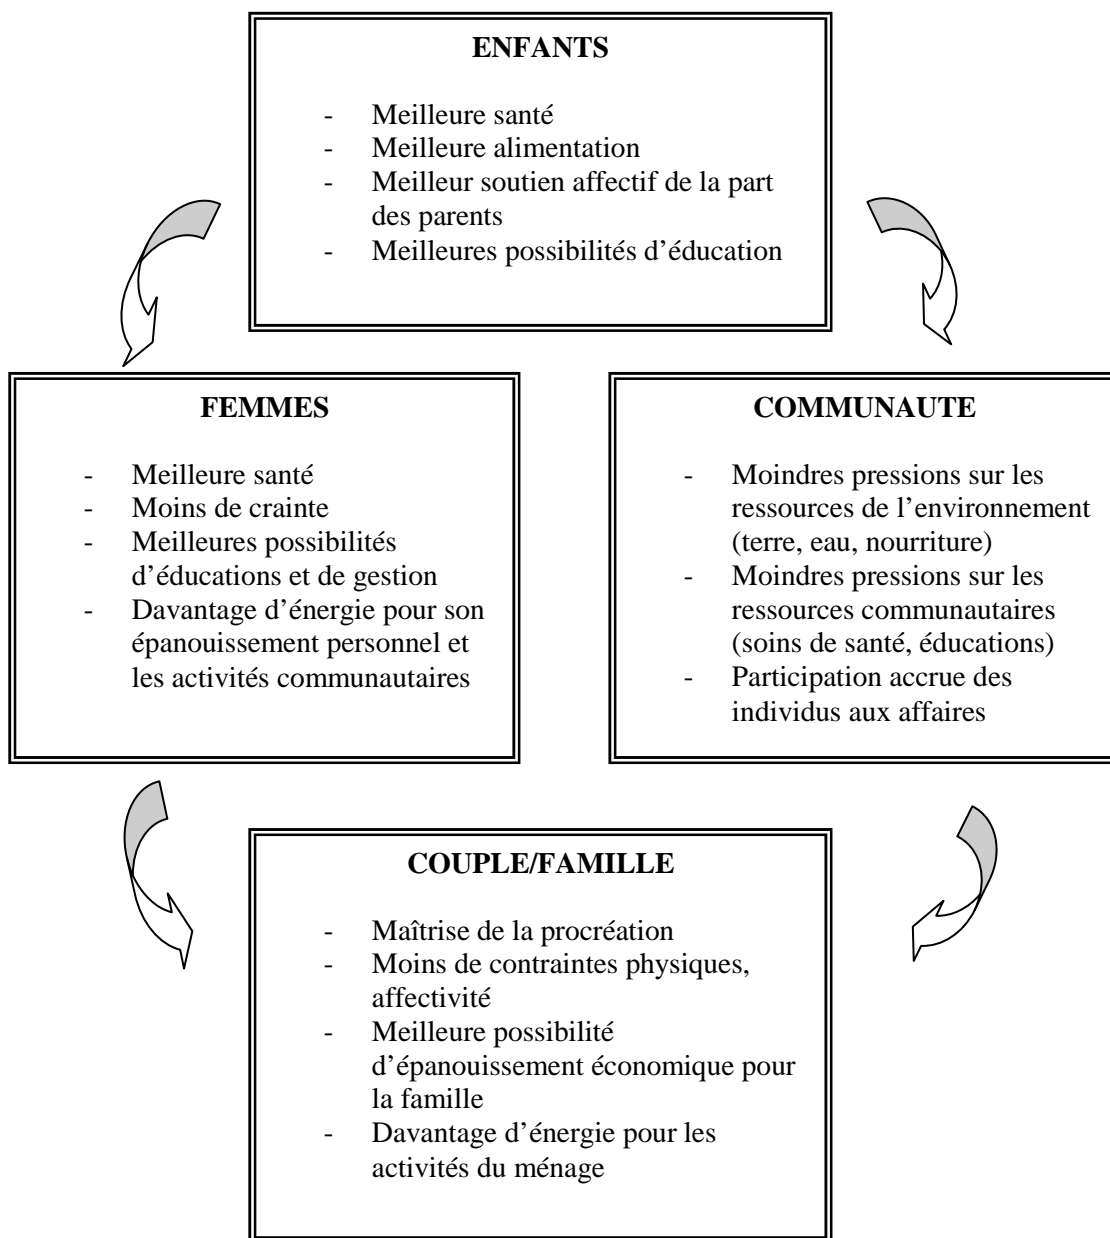 ENFANTS
- Meilleure santé
- Meilleure alimentation
- Meilleur soutien affectif de la part
des parents
- Meilleures possibilités d’éducation
FEMMES
- Meilleure santé
- Moins de crainte
- Meilleures possibilités
d’éducations et de gestion
- Davantage d’énergie pour son
épanouissement personnel et
les activités communautaires
COMMUNAUTE
- Moindres pressions sur les
ressources de l’environnement
(terre, eau, nourriture)
- Moindres pressions sur les
ressources communautaires
(soins de santé, éducations)
- Participation accrue des
individus aux affaires
COUPLE/FAMILLE
- Maîtrise de la procréation
- Moins de contraintes physiques,
affectivité
- Meilleure possibilité
d’épanouissement économique pour
la famille
- Davantage d’énergie pour les
activités du ménage